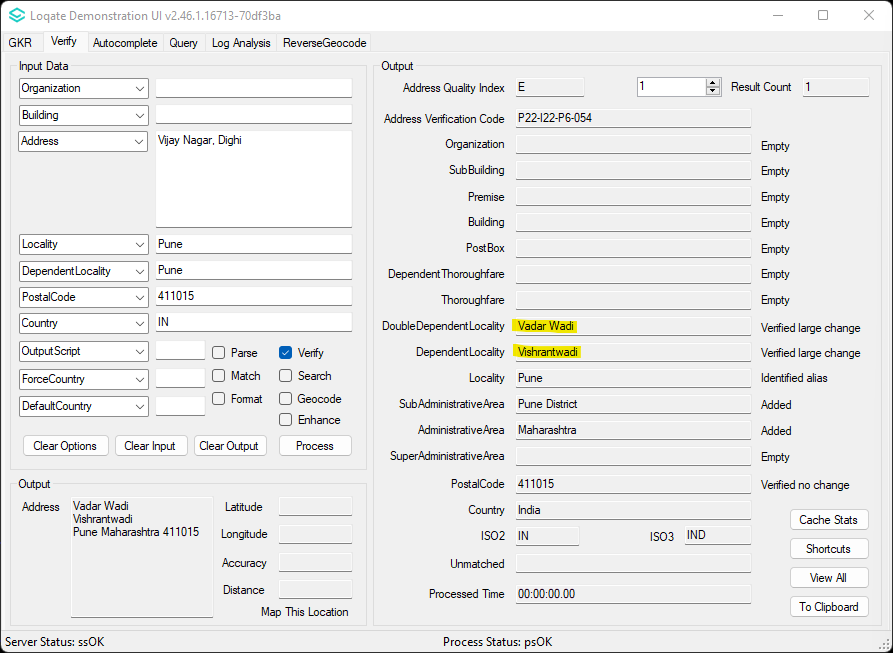 Loqate Demonstration UI v2.46.1.16713-70df3ba
GKR Verify Autocomplete Query Log Analysis ReverseGeocode
Input Data
Organization
Building
Address Vijay Nagar, Dighi
Locality Pune
DependentLocality Pune
PostalCode 411015
Country IN
OutputScript Parse Verify
ForceCountry Match Search
DefaultCountry Format Geocode
Enhance
Clear Options Clear Input Clear Output Process
Output
Address Vadar Wadi
Vishrantwadi
Pune Maharashtra 411015
Latitude
Longitude
Accuracy
Distance
Map This Location
Output
Address Quality Index E 1 Result Count 1
Address Verification Code P22-I22-P6-054
Organization Empty
SubBuilding Empty
Premise Empty
Building Empty
PostBox Empty
DependentThoroughfare Empty
Thoroughfare Empty
DoubleDependentLocality Vadar Wadi Verified large change
DependentLocality Vishrantwadi Verified large change
Locality Pune Identified alias
SubAdministrativeArea Pune District Added
AdministrativeArea Maharashtra Added
SuperAdministrativeArea Empty
PostalCode 411015 Verified no change
Country India
ISO2 IN ISO3 IND
Unmatched
Processed Time 00:00:00.00
Cache Stats
Shortcuts
View All
To Clipboard
Server Status: ssOK Process Status: psOK